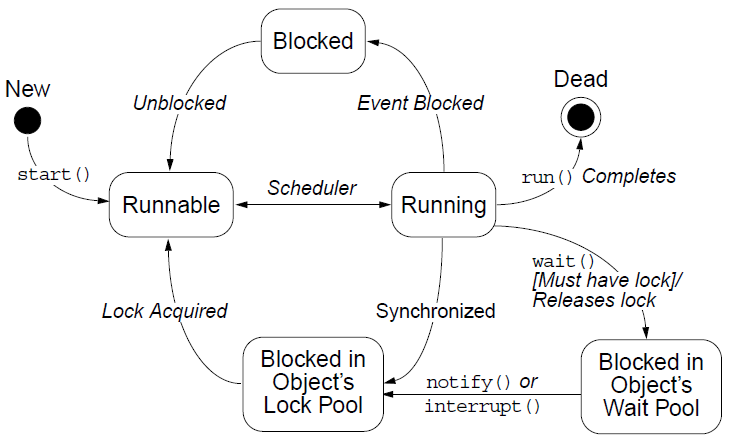 Blocked
New
Dead
Unblocked
Event Blocked
start()
Runnable
Scheduler
Running
run() Completes
wait()
[Must have lock]/
Releases lock
Lock Acquired
Synchronized
Blocked in
Object’s
Lock Pool
notify() or
interrupt()
Blocked in
Object’s
Wait Pool